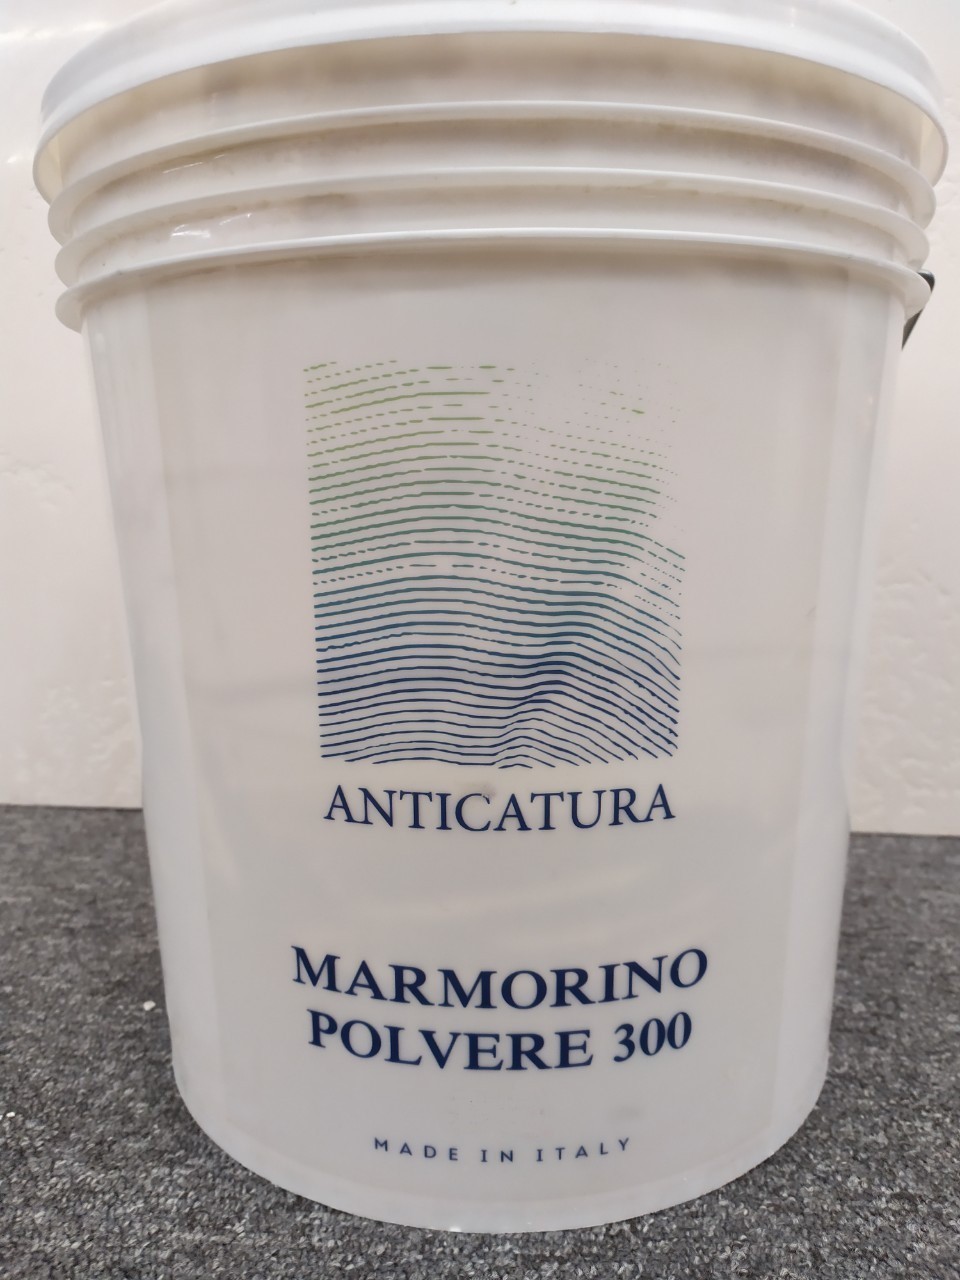 ANTICATURA
MARMORINO
POLVERE 300
MADE IN ITALY